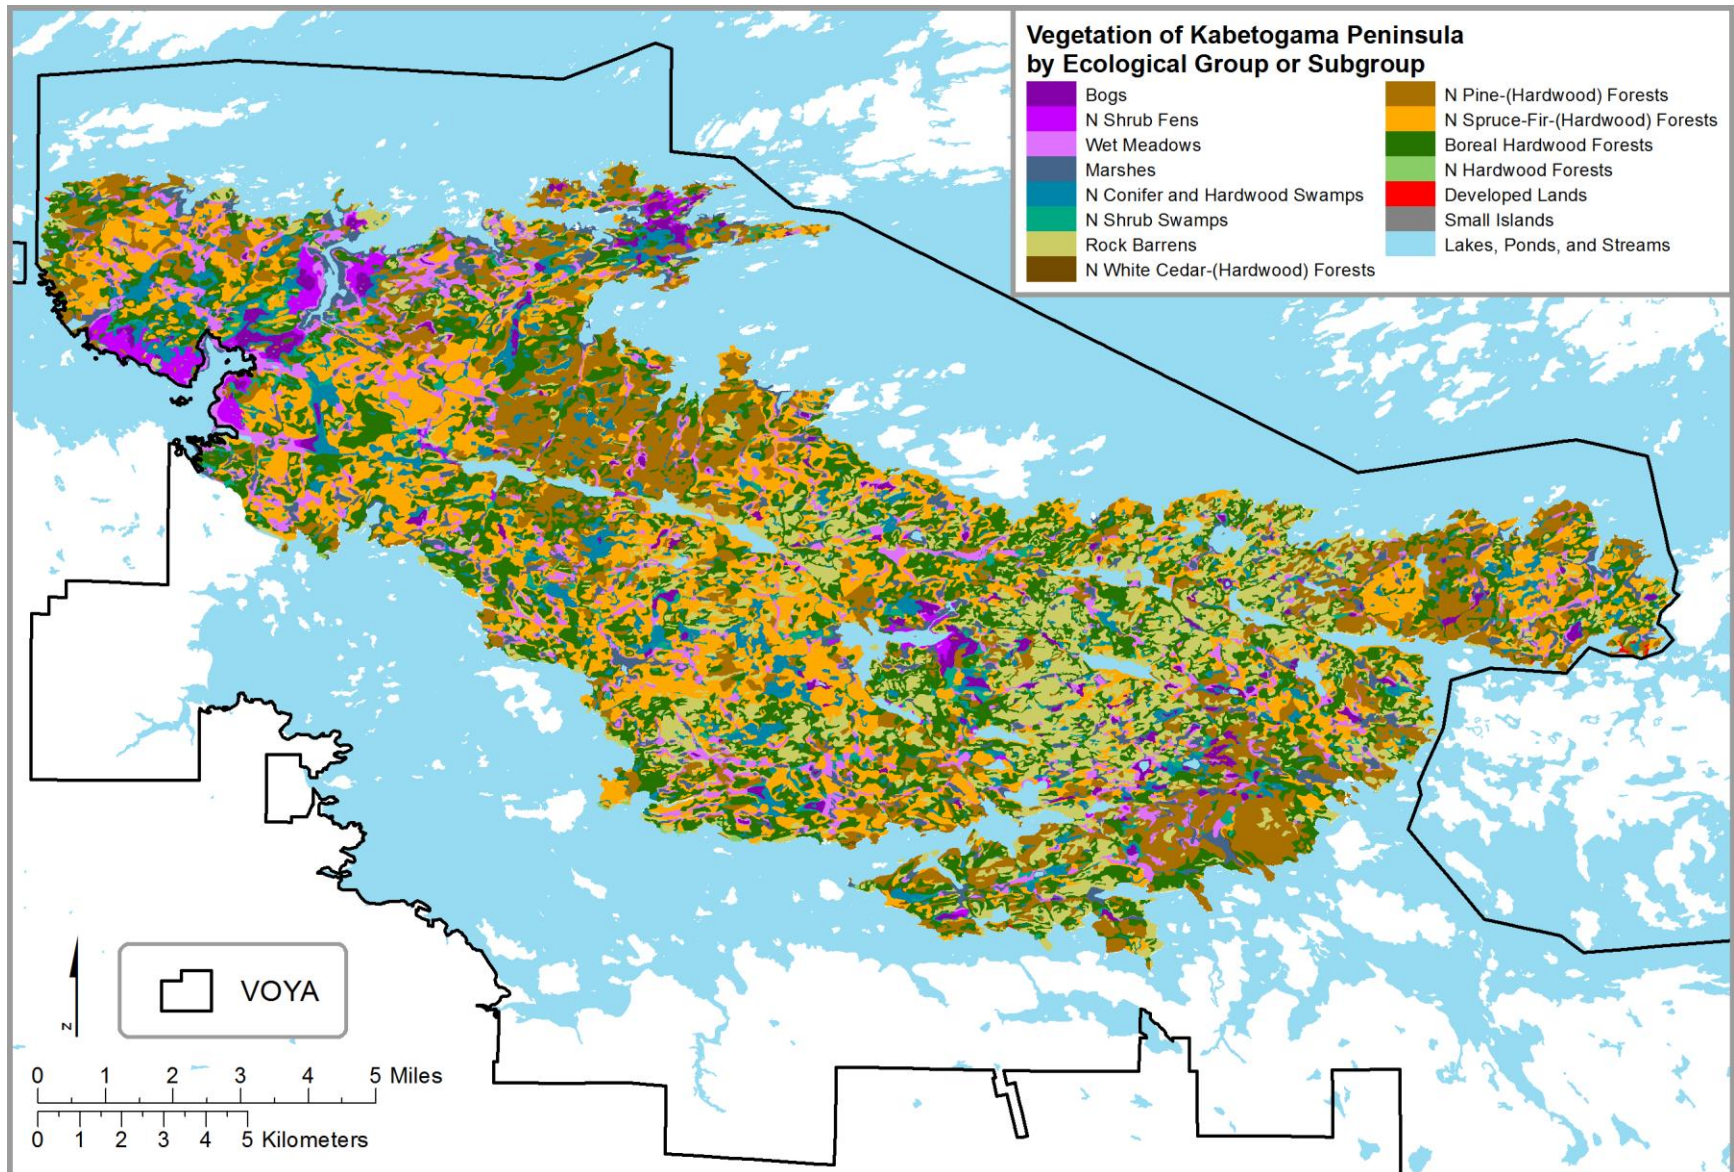 Vegetation of Kabetogama Peninsula
by Ecological Group or Subgroup
Bogs
N Shrub Fens
Wet Meadows
Marshes
N Conifer and Hardwood Swamps
N Shrub Swamps
Rock Barrens
N White Cedar-(Hardwood) Forests
N Pine-(Hardwood) Forests
N Spruce-Fir-(Hardwood) Forests
Boreal Hardwood Forests
N Hardwood Forests
Developed Lands
Small Islands
Lakes, Ponds, and Streams
VOYA
N
0 1 2 3 4 5 Miles
0 1 2 3 4 5 Kilometers